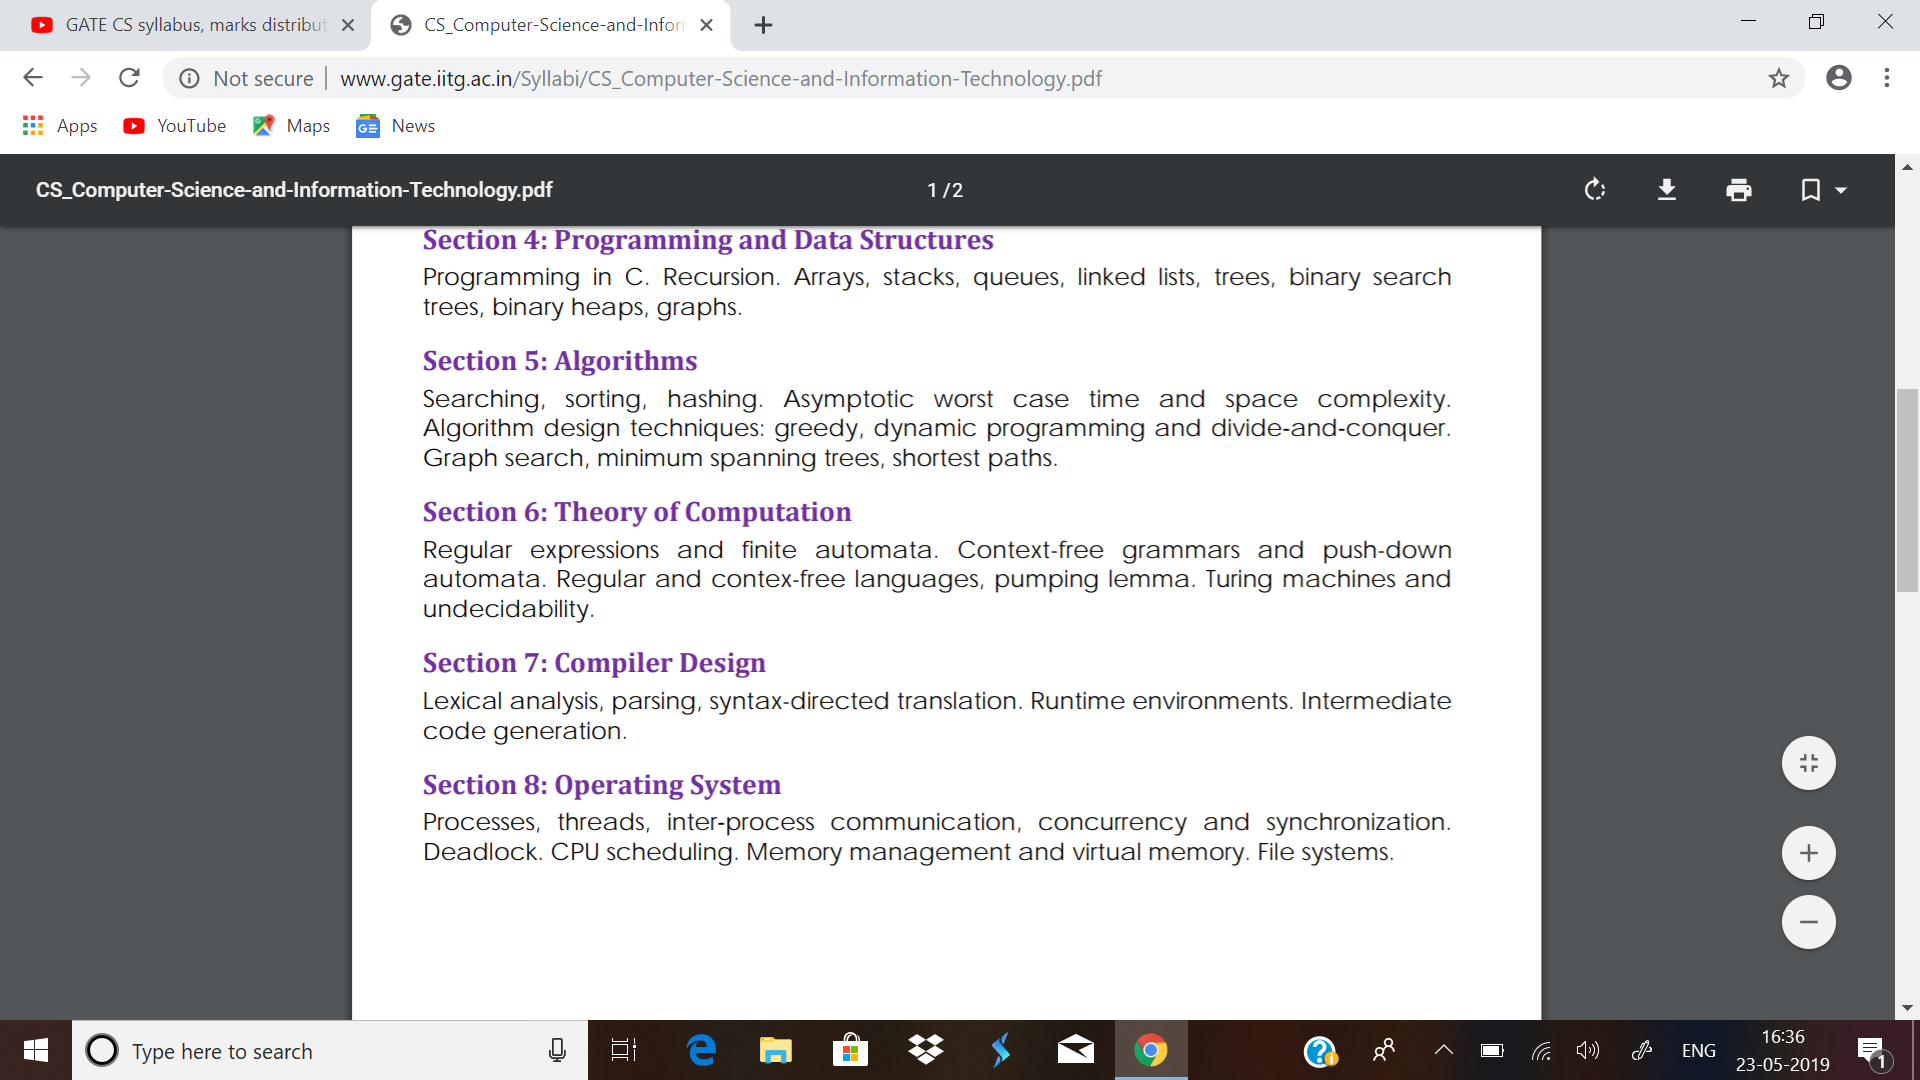 GATE CS syllabus, marks distribut
CS_Computer-Science-and-Infor
Not secure
www.gate.iitg.ac.in/Syllabi/CS_Computer-Science-and-Information-Technology.pdf
Apps
YouTube
Maps
GE
News
CS_Computer-Science-and-Information-Technology.pdf
1 / 2
Section 4: Programming and Data Structures
Programming in C. Recursion. Arrays, stacks, queues, linked lists, trees, binary search
trees, binary heaps, graphs.
Section 5: Algorithms
Searching, sorting, hashing. Asymptotic worst case time and space complexity.
Algorithm design techniques: greedy, dynamic programming and divide-and-conquer.
Graph search, minimum spanning trees, shortest paths.
Section 6: Theory of Computation
Regular expressions and finite automata. Context-free grammars and push-down
automata. Regular and contex-free languages, pumping lemma. Turing machines and
undecidability.
Section 7: Compiler Design
Lexical analysis, parsing, syntax-directed translation. Runtime environments. Intermediate
code generation.
Section 8: Operating System
Processes, threads, inter-process communication, concurrency and synchronization.
Deadlock. CPU scheduling. Memory management and virtual memory. File systems.
Type here to search
ENG
16:36
23-05-2019
1